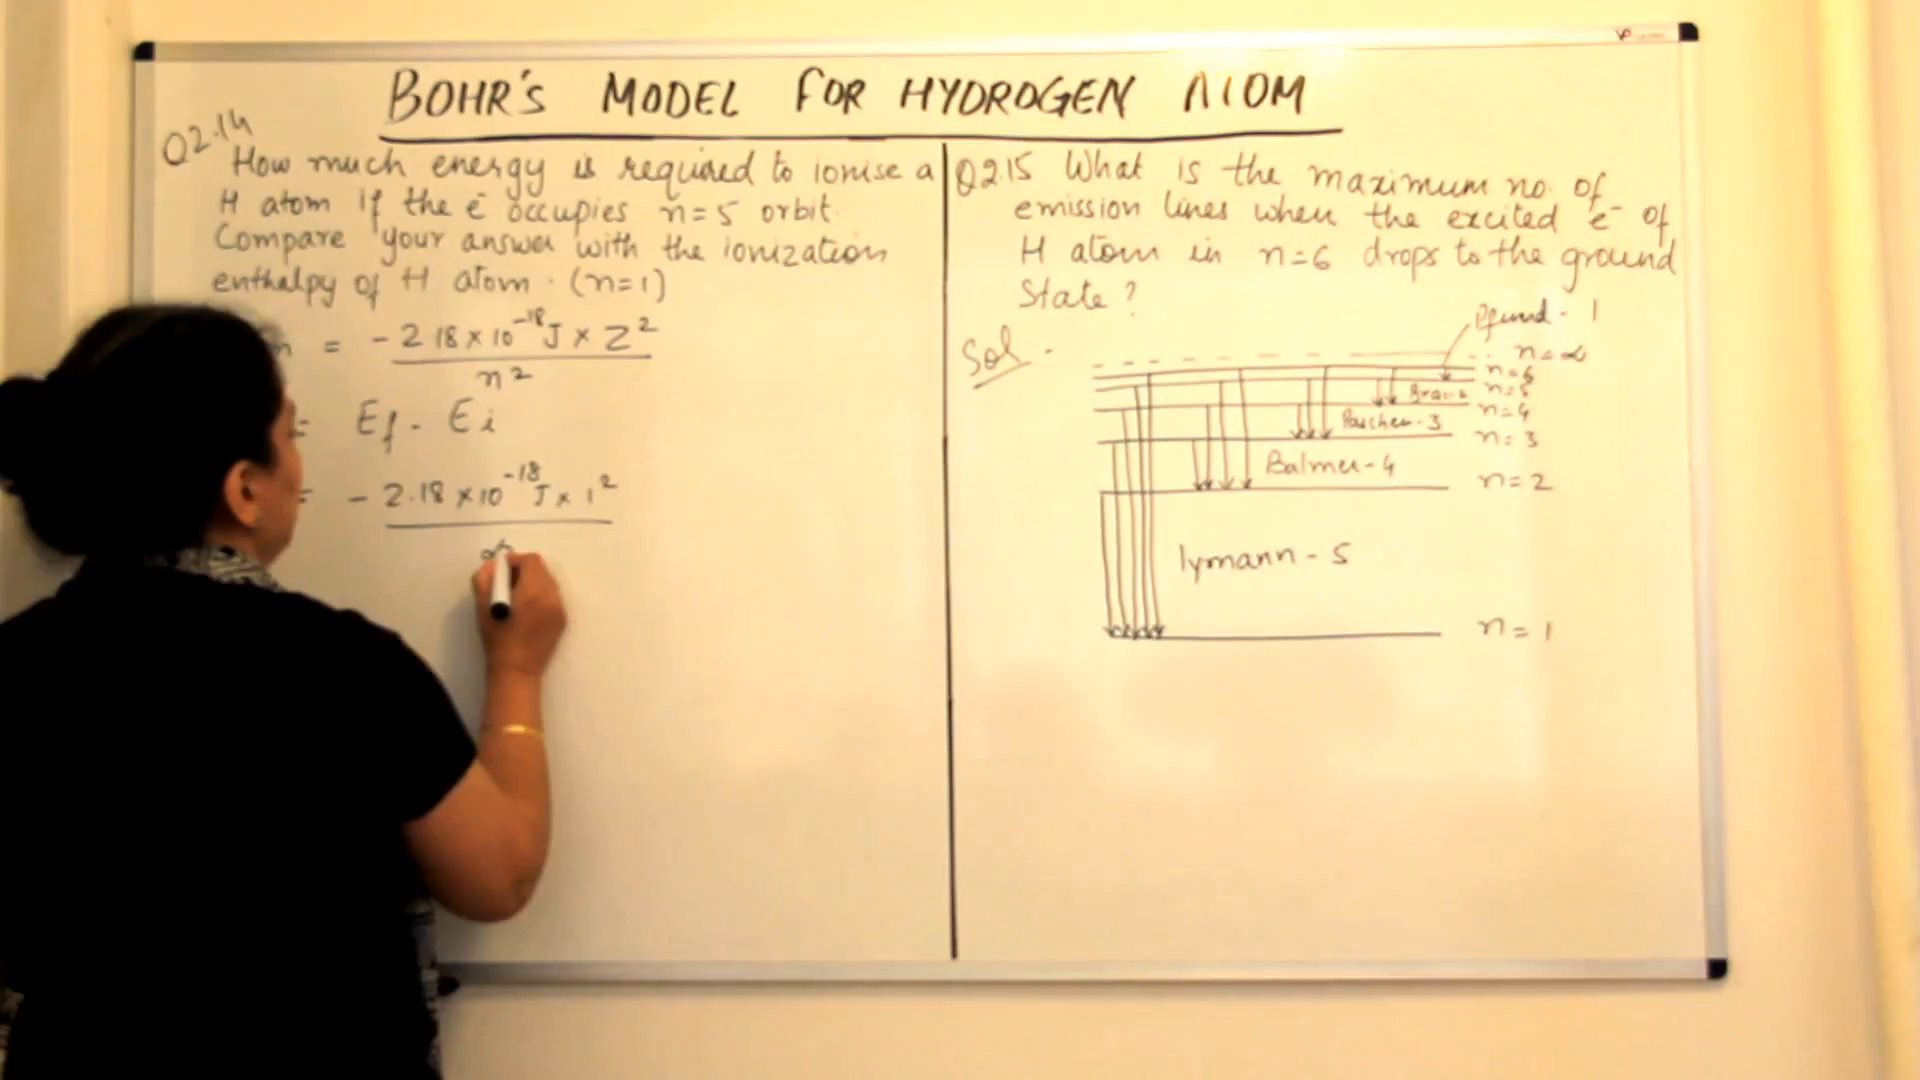 BOHR'S MODEL FOR HYDROGEN ATOM
Q2.14
How much energy is required to ionise a
H atom if the e⁻ occupies n=5 orbit.
Compare your answer with the ionization
enthalpy of H atom. (n=1)
n = - 2.18 × 10⁻¹⁸ J × Z²
n²
= Ef - Ei
= - 2.18 × 10⁻¹⁸ J × 1²
Q2.15 What is the maximum no. of
emission lines when the excited e⁻ of
H atom in n=6 drops to the ground
State?
Sol.
Pfund - 1
n=∞
n=6
n=5
n=4
Paschen-3
n=3
Balmer-4
n=2
lymann-5
n=1